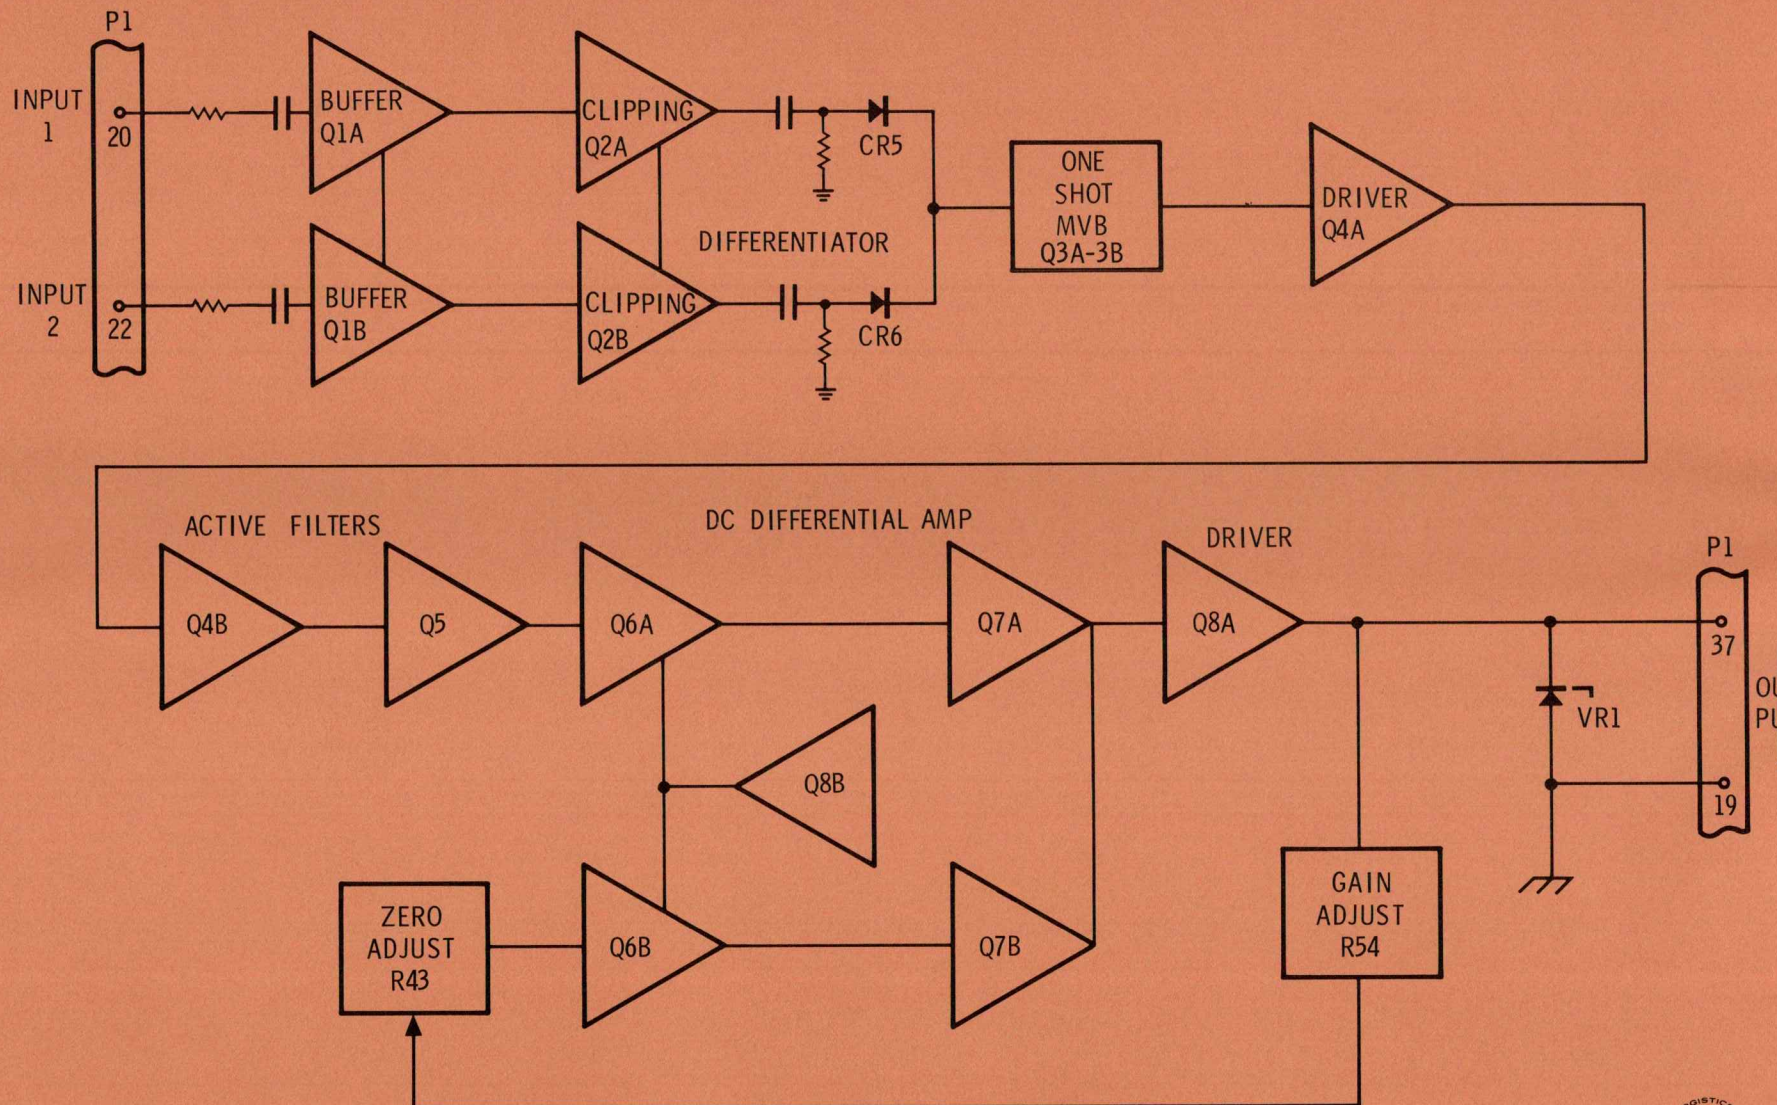 P1
INPUT
1
20
BUFFER
Q1A
CLIPPING
Q2A
CR5
ONE
SHOT
MVB
Q3A-3B
DRIVER
Q4A
DIFFERENTIATOR
INPUT
2
22
BUFFER
Q1B
CLIPPING
Q2B
CR6
ACTIVE FILTERS
DC DIFFERENTIAL AMP
DRIVER
P1
Q4B
Q5
Q6A
Q7A
Q8A
37
VR1
Q8B
19
ZERO
ADJUST
R43
Q6B
Q7B
GAIN
ADJUST
R54